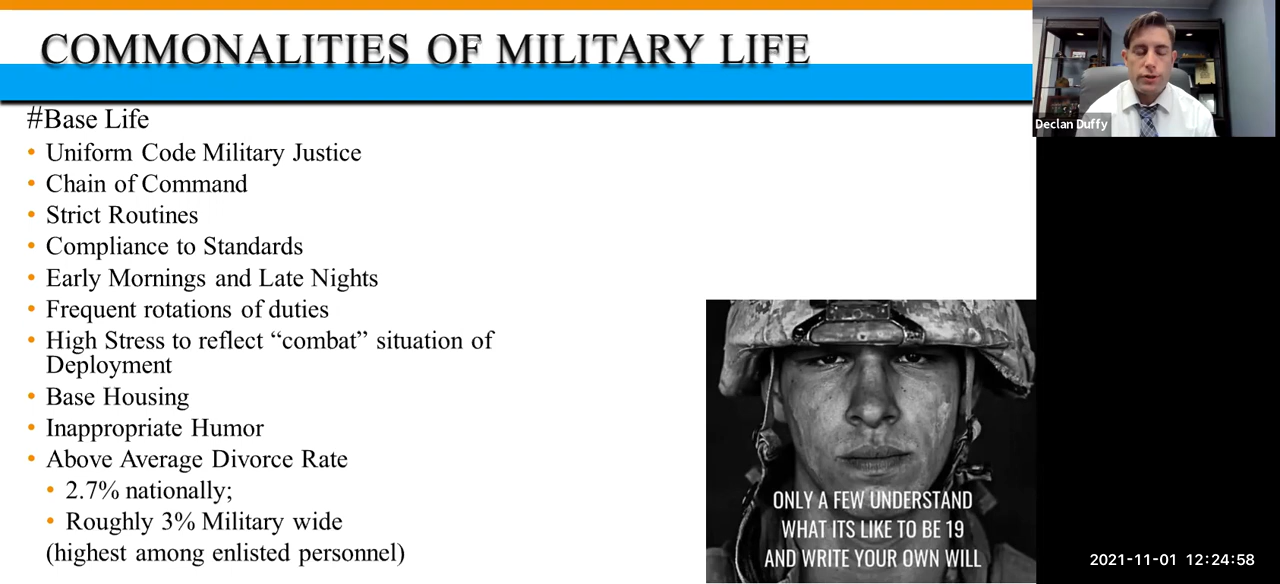 COMMONALITIES OF MILITARY LIFE
#Base Life
• Uniform Code Military Justice
• Chain of Command
• Strict Routines
• Compliance to Standards
• Early Mornings and Late Nights
• Frequent rotations of duties
• High Stress to reflect “combat” situation of
Deployment
• Base Housing
• Inappropriate Humor
• Above Average Divorce Rate
• 2.7% nationally;
• Roughly 3% Military wide
(highest among enlisted personnel)
ONLY A FEW UNDERSTAND
WHAT ITS LIKE TO BE 19
AND WRITE YOUR OWN WILL
Declan Duffy
2021-11-01 12:24:58